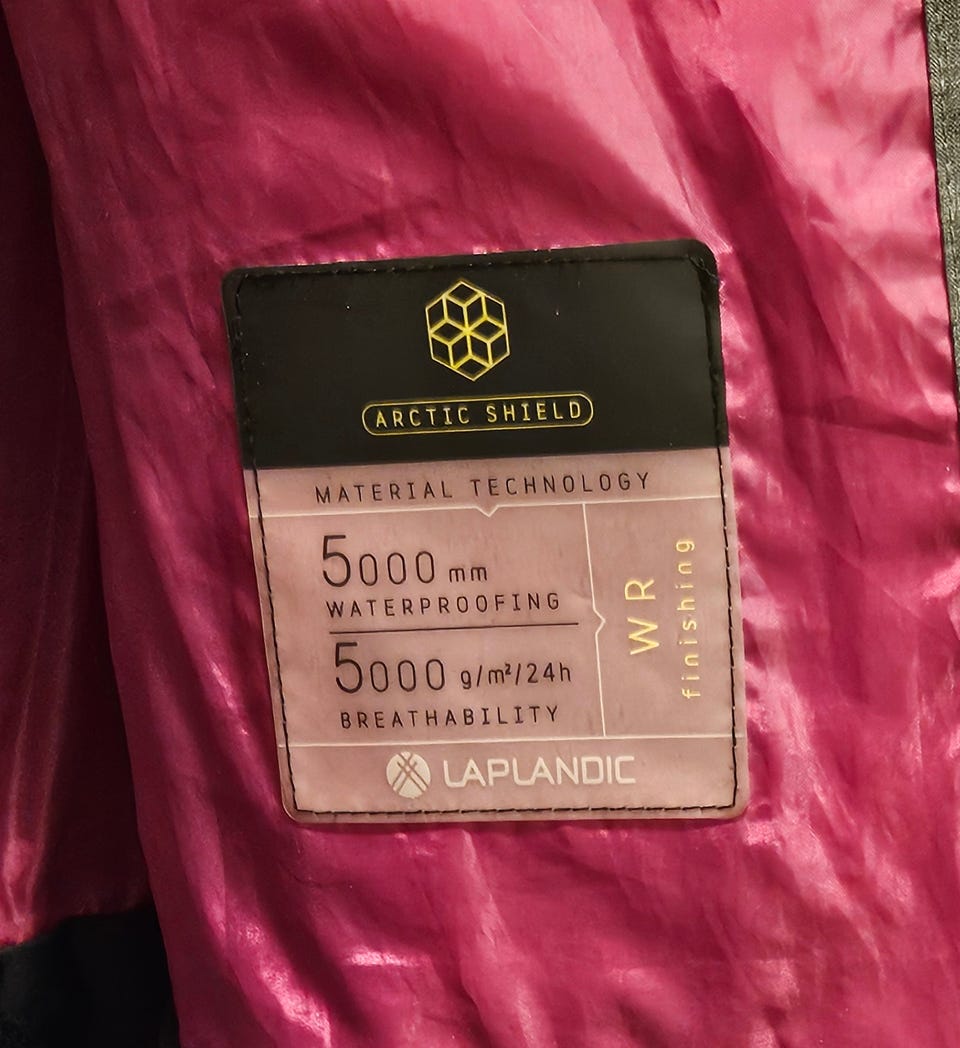 ARCTIC SHIELD
MATERIAL TECHNOLOGY
5000 mm
WATERPROOFING
5000 g/m²/24h
BREATHABILITY
WR
finishing
LAPLANDIC